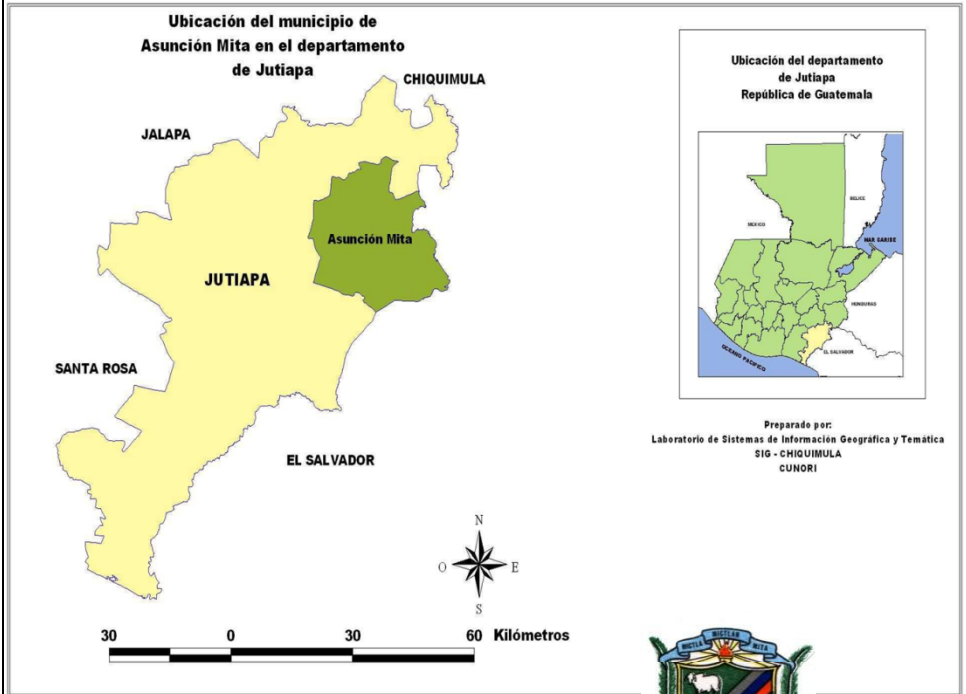 Ubicación del municipio de
Asunción Mita en el departamento
de Jutiapa
CHIQUIMULA
JALAPA
Asunción Mita
JUTIAPA
SANTA ROSA
EL SALVADOR
N
O
E
S
30 0 30 60 Kilómetros
Ubicación del departamento
de Jutiapa
República de Guatemala
BELICE
MEXICO
MAR CARIBE
HONDURAS
EL SALVADOR
OCEANO PACIFICO
Preparado por:
Laboratorio de Sistemas de Información Geográfica y Temática
SIG - CHIQUIMULA
CUNORI
MICTLA
MICTLAN
MITA